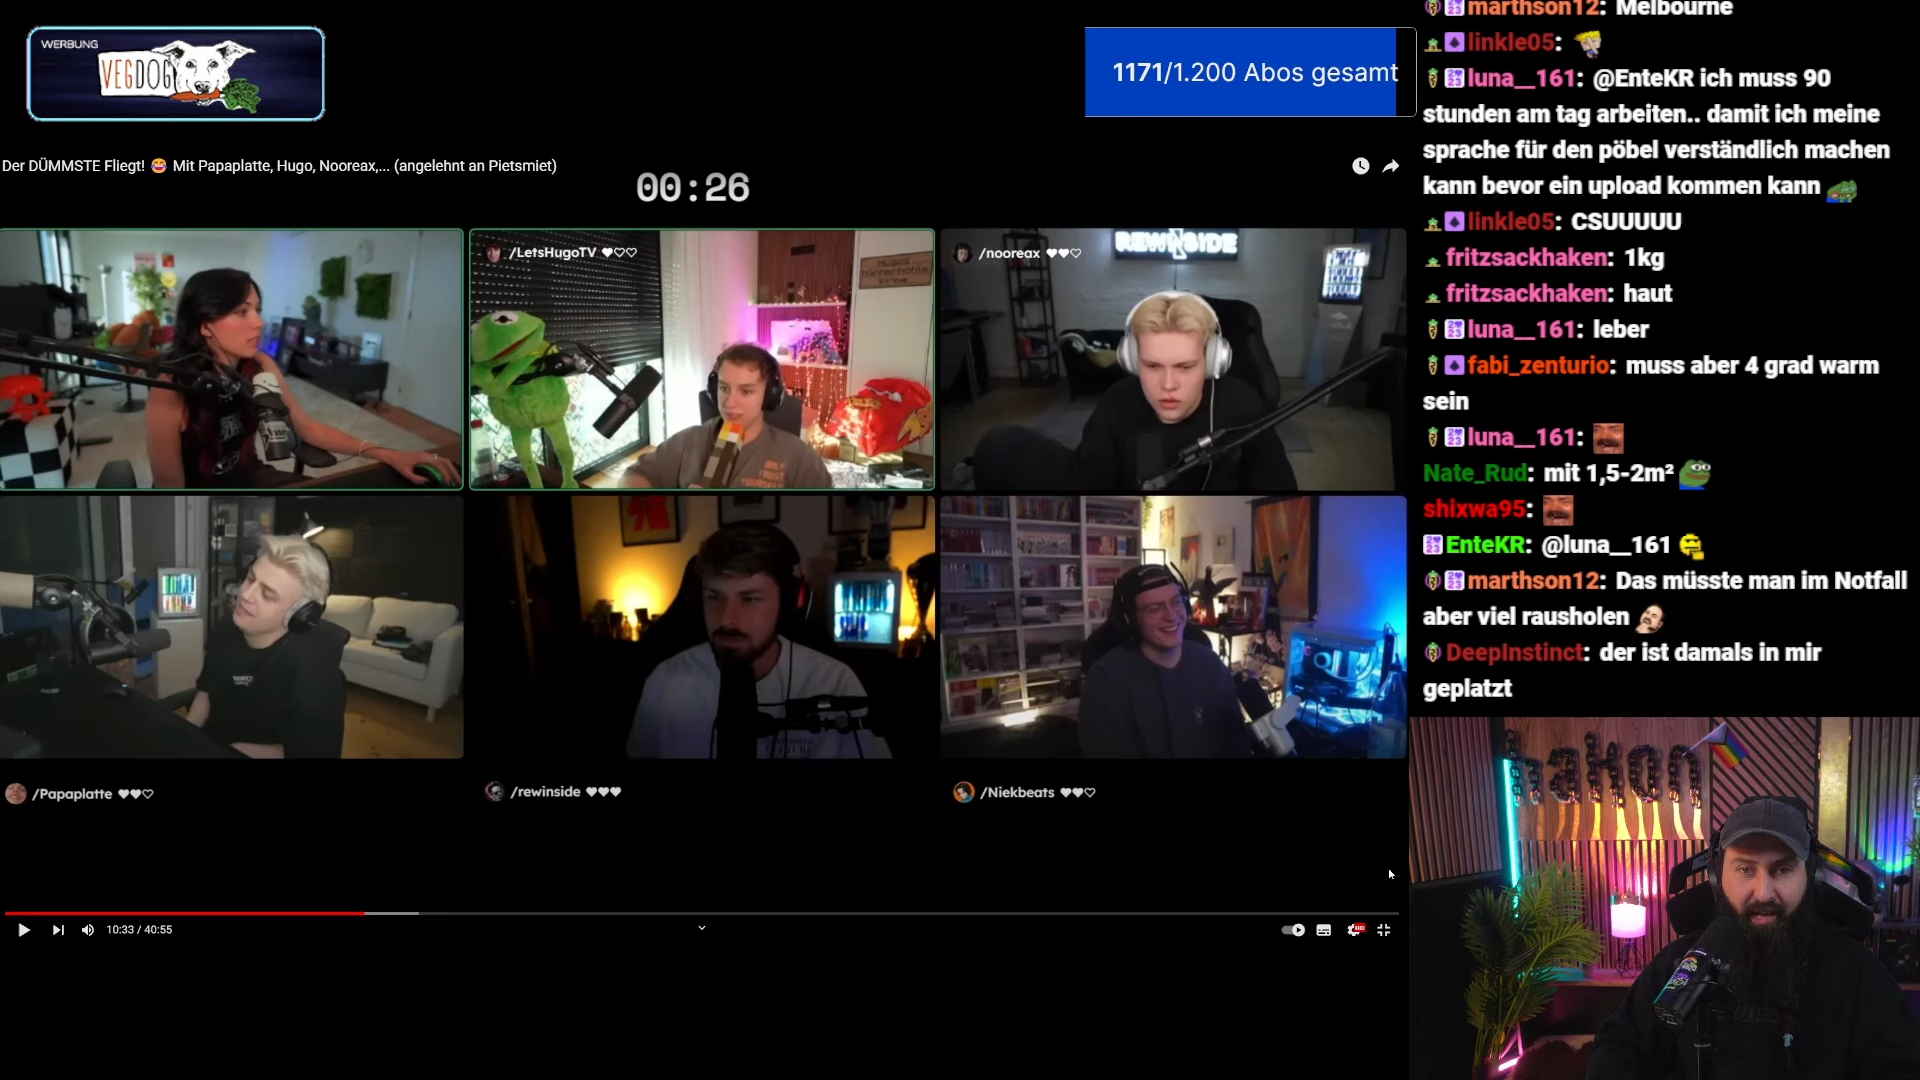 WERBUNG
VEGDOG
1171/1.200 Abos gesamt
Der DÜMMSTE Fliegt! 😂 Mit Papaplatte, Hugo, Nooreax,... (angelehnt an Pietsmiet)
00:26
/LetsHugoTV ♥♡♡
/nooreax ♥♥♡
REWINSIDE
/Papaplatte ♥♥♡
/rewinside ♥♥♥
/Niekbeats ♥♥♡
10:33 / 40:55
HD
marthson12: Melbourne
linkle05:
luna__161: @EnteKR ich muss 90
stunden am tag arbeiten.. damit ich meine
sprache für den pöbel verständlich machen
kann bevor ein upload kommen kann
linkle05: CSUUUUU
fritzsackhaken: 1kg
fritzsackhaken: haut
luna__161: leber
fabi_zenturio: muss aber 4 grad warm
sein
luna__161:
Nate_Rud: mit 1,5-2m²
shixwa95:
EnteKR: @luna__161
marthson12: Das müsste man im Notfall
aber viel rausholen
DeepInstinct: der ist damals in mir
geplatzt